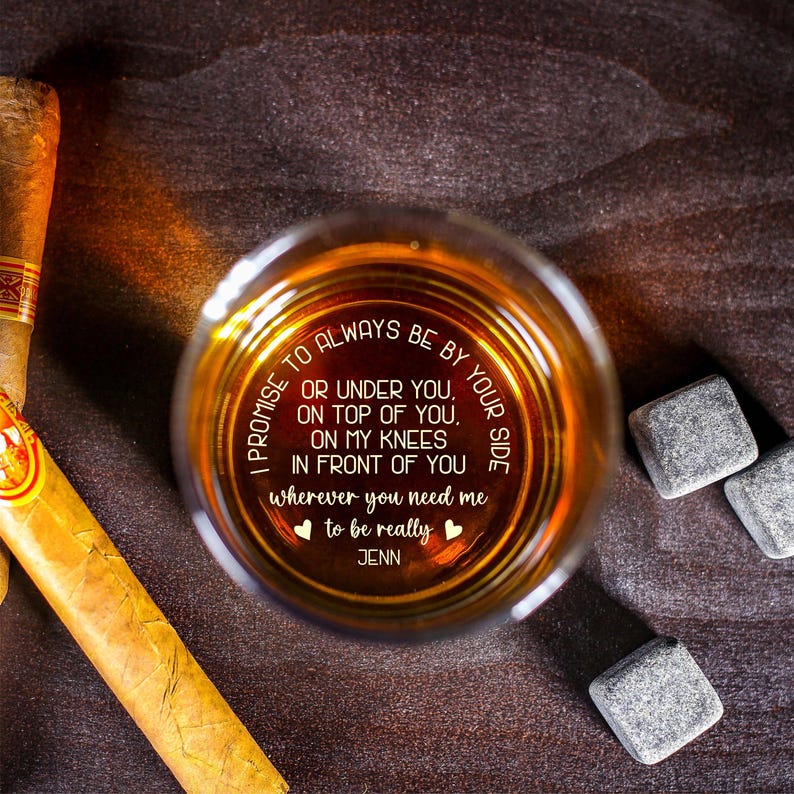 I PROMISE TO ALWAYS BE BY YOUR SIDE
OR UNDER YOU,
ON TOP OF YOU,
ON MY KNEES
IN FRONT OF YOU
wherever you need me
to be really
JENN